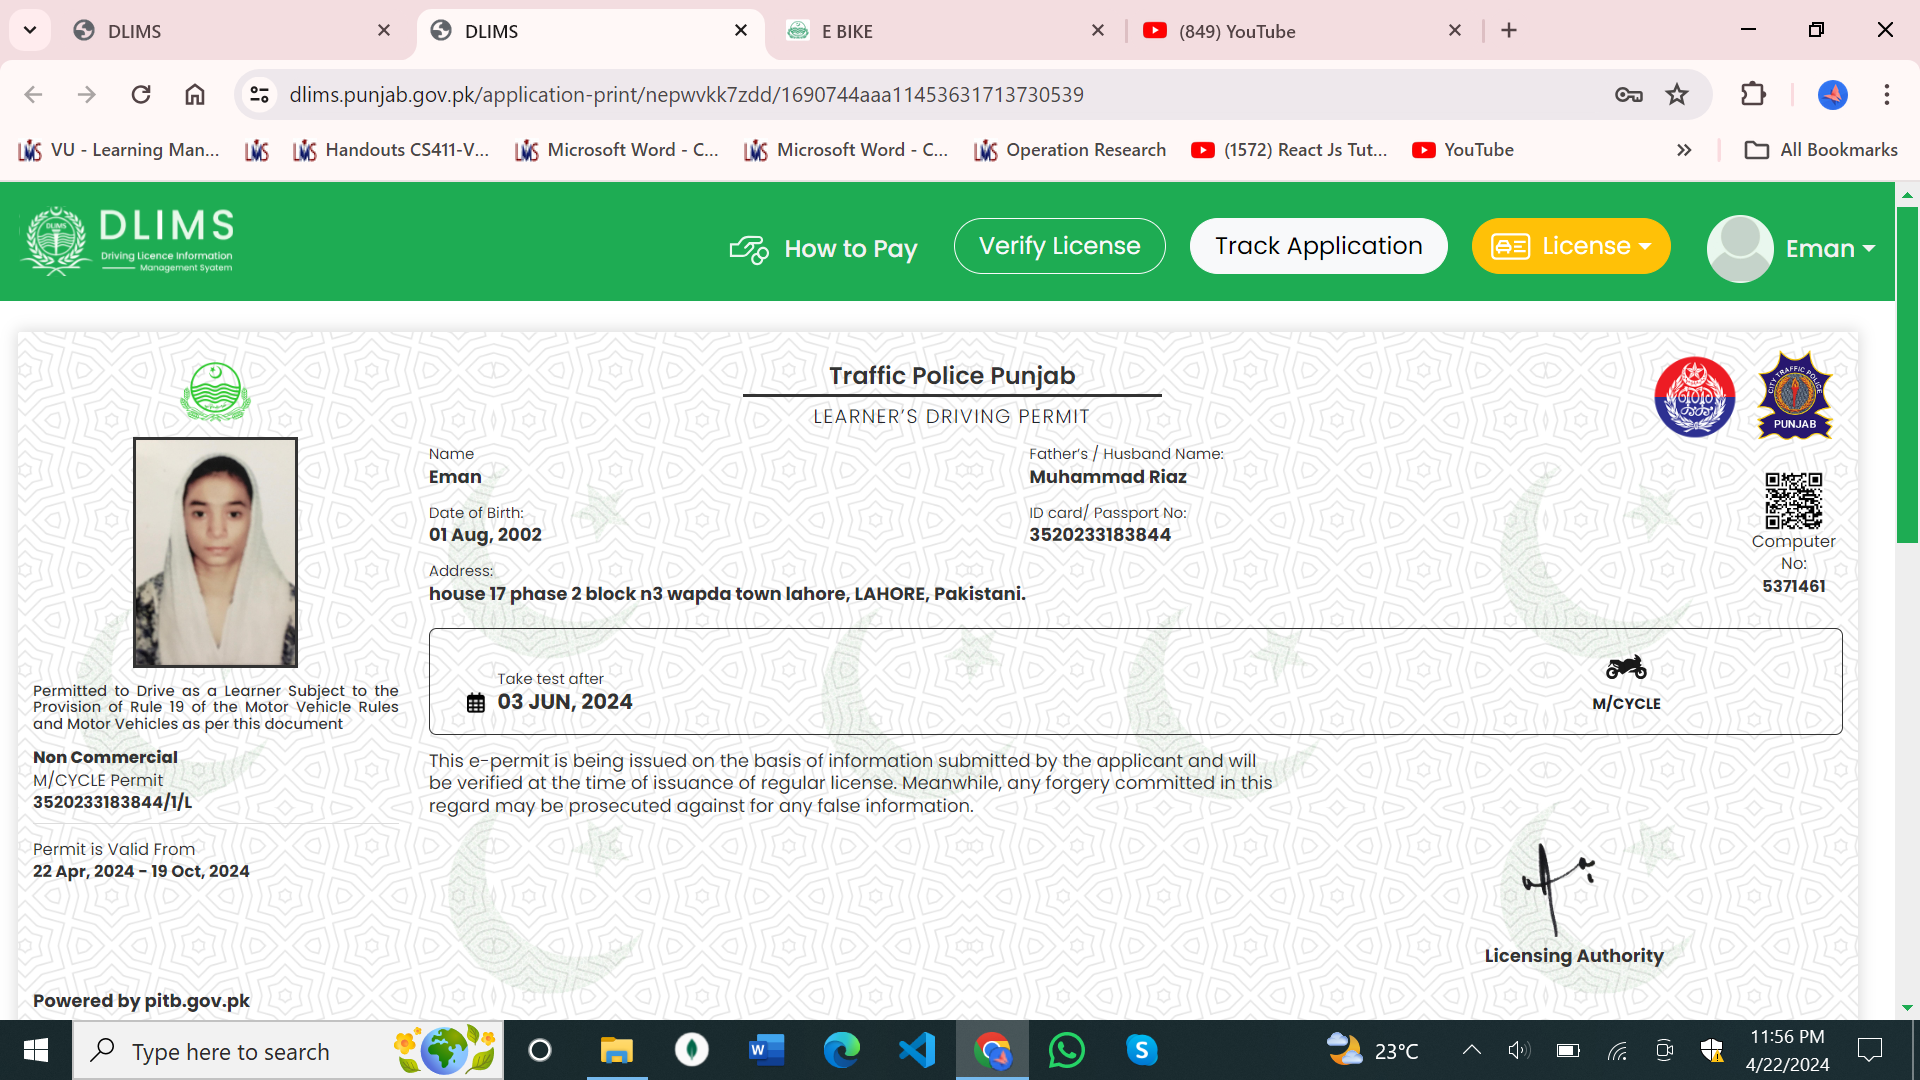 DLIMS
DLIMS
E BIKE
(849) YouTube
dlims.punjab.gov.pk/application-print/nepwvkk7zdd/1690744aaa11453631713730539
VU - Learning Man...
Handouts CS411-V...
Microsoft Word - C...
Microsoft Word - C...
Operation Research
(1572) React Js Tut...
YouTube
All Bookmarks
DLIMS
Driving Licence Information
Management Syatem
How to Pay
Verify License
Track Application
License
Eman
Traffic Police Punjab
LEARNER'S DRIVING PERMIT
CITY TRAFFIC POLICE
PUNJAB
Name
Eman
Father's / Husband Name:
Muhammad Riaz
Date of Birth:
01 Aug, 2002
ID card/ Passport No:
3520233183844
Address:
house 17 phase 2 block n3 wapda town lahore, LAHORE, Pakistani.
Computer
No:
5371461
Take test after
03 JUN, 2024
M/CYCLE
Permitted to Drive as a Learner Subject to the
Provision of Rule 19 of the Motor Vehicle Rules
and Motor Vehicles as per this document
Non Commercial
M/CYCLE Permit
3520233183844/1/L
Permit is Valid From
22 Apr, 2024 - 19 Oct, 2024
This e-permit is being issued on the basis of information submitted by the applicant and will
be verified at the time of issuance of regular license. Meanwhile, any forgery committed in this
regard may be prosecuted against for any false information.
Licensing Authority
Powered by pitb.gov.pk
Type here to search
23°C
11:56 PM
4/22/2024